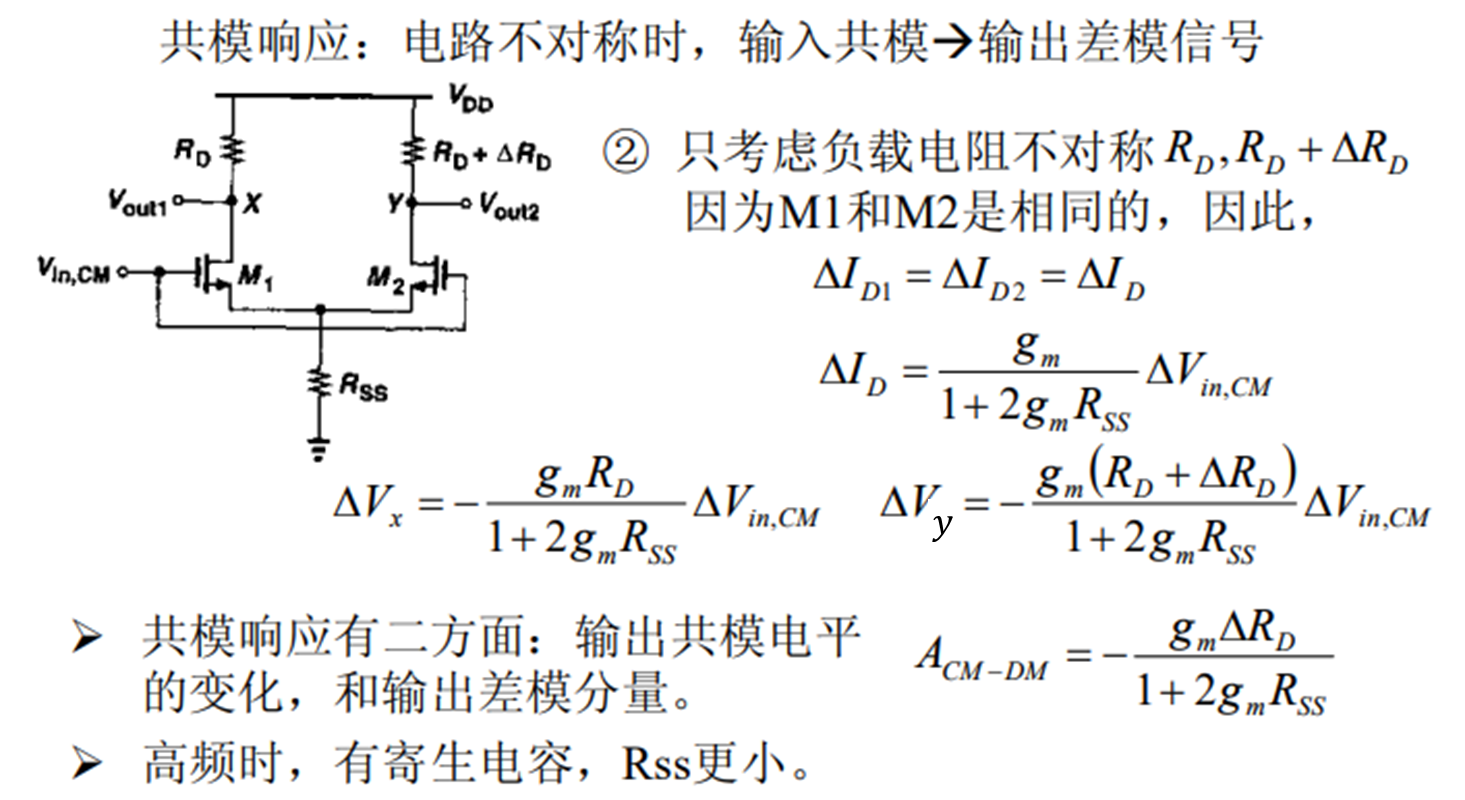 共模响应：电路不对称时，输入共模→输出差模信号
V_DD
R_D
R_D + ΔR_D
V_out1
X
Y
V_out2
V_in,CM
M_1
M_2
R_SS
② 只考虑负载电阻不对称 R_D, R_D + ΔR_D
因为M1和M2是相同的，因此，
ΔI_D1 = ΔI_D2 = ΔI_D
ΔI_D = g_m / (1 + 2g_m R_SS) ΔV_in,CM
ΔV_x = − g_m R_D / (1 + 2g_m R_SS) ΔV_in,CM
ΔV_y = − g_m (R_D + ΔR_D) / (1 + 2g_m R_SS) ΔV_in,CM
➢ 共模响应有二方面：输出共模电平
的变化，和输出差模分量。
A_CM−DM = − g_m ΔR_D / (1 + 2g_m R_SS)
➢ 高频时，有寄生电容，Rss更小。